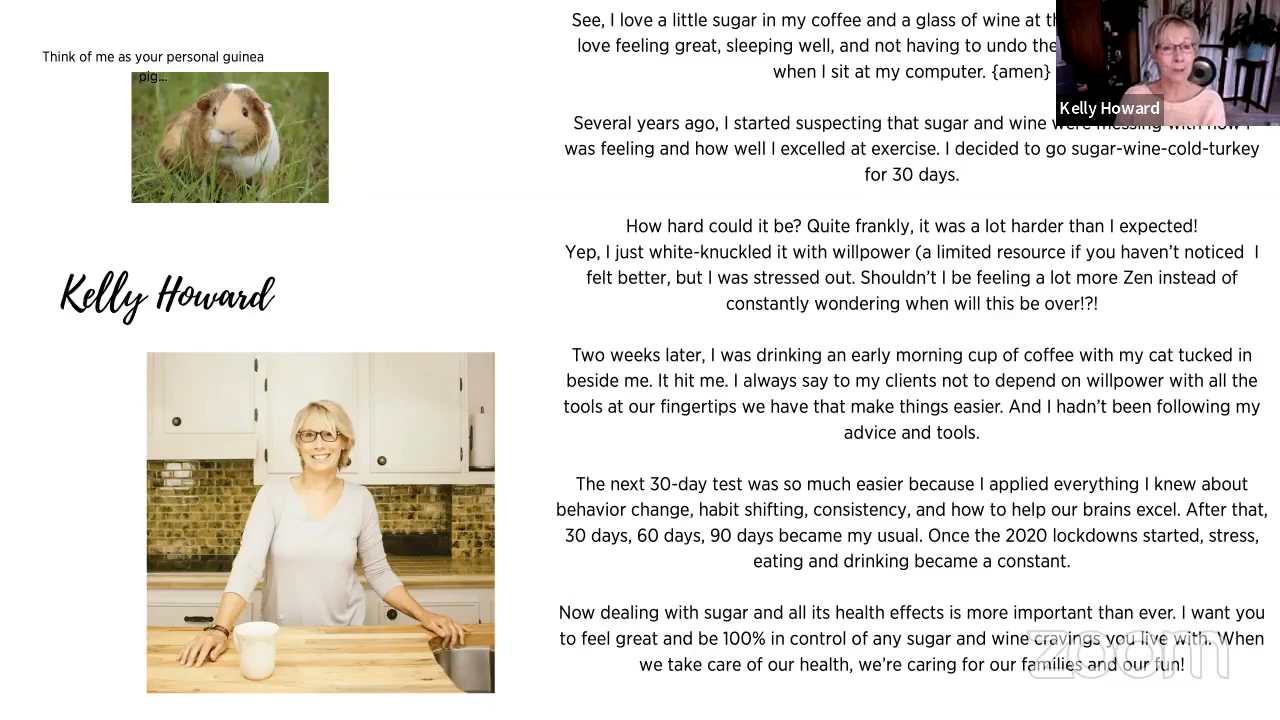 Think of me as your personal guinea
pig...
Kelly Howard
See, I love a little sugar in my coffee and a glass of wine at
love feeling great, sleeping well, and not having to undo the
when I sit at my computer. {amen}
Kelly Howard
Several years ago, I started suspecting that sugar and wine were messing with how I
was feeling and how well I excelled at exercise. I decided to go sugar-wine-cold-turkey
for 30 days.
How hard could it be? Quite frankly, it was a lot harder than I expected!
Yep, I just white-knuckled it with willpower (a limited resource if you haven't noticed I
felt better, but I was stressed out. Shouldn't I be feeling a lot more Zen instead of
constantly wondering when will this be over!?!
Two weeks later, I was drinking an early morning cup of coffee with my cat tucked in
beside me. It hit me. I always say to my clients not to depend on willpower with all the
tools at our fingertips we have that make things easier. And I hadn't been following my
advice and tools.
The next 30-day test was so much easier because I applied everything I knew about
behavior change, habit shifting, consistency, and how to help our brains excel. After that,
30 days, 60 days, 90 days became my usual. Once the 2020 lockdowns started, stress,
eating and drinking became a constant.
Now dealing with sugar and all its health effects is more important than ever. I want you
to feel great and be 100% in control of any sugar and wine cravings you live with. When
we take care of our health, we're caring for our families and our fun!
zoom